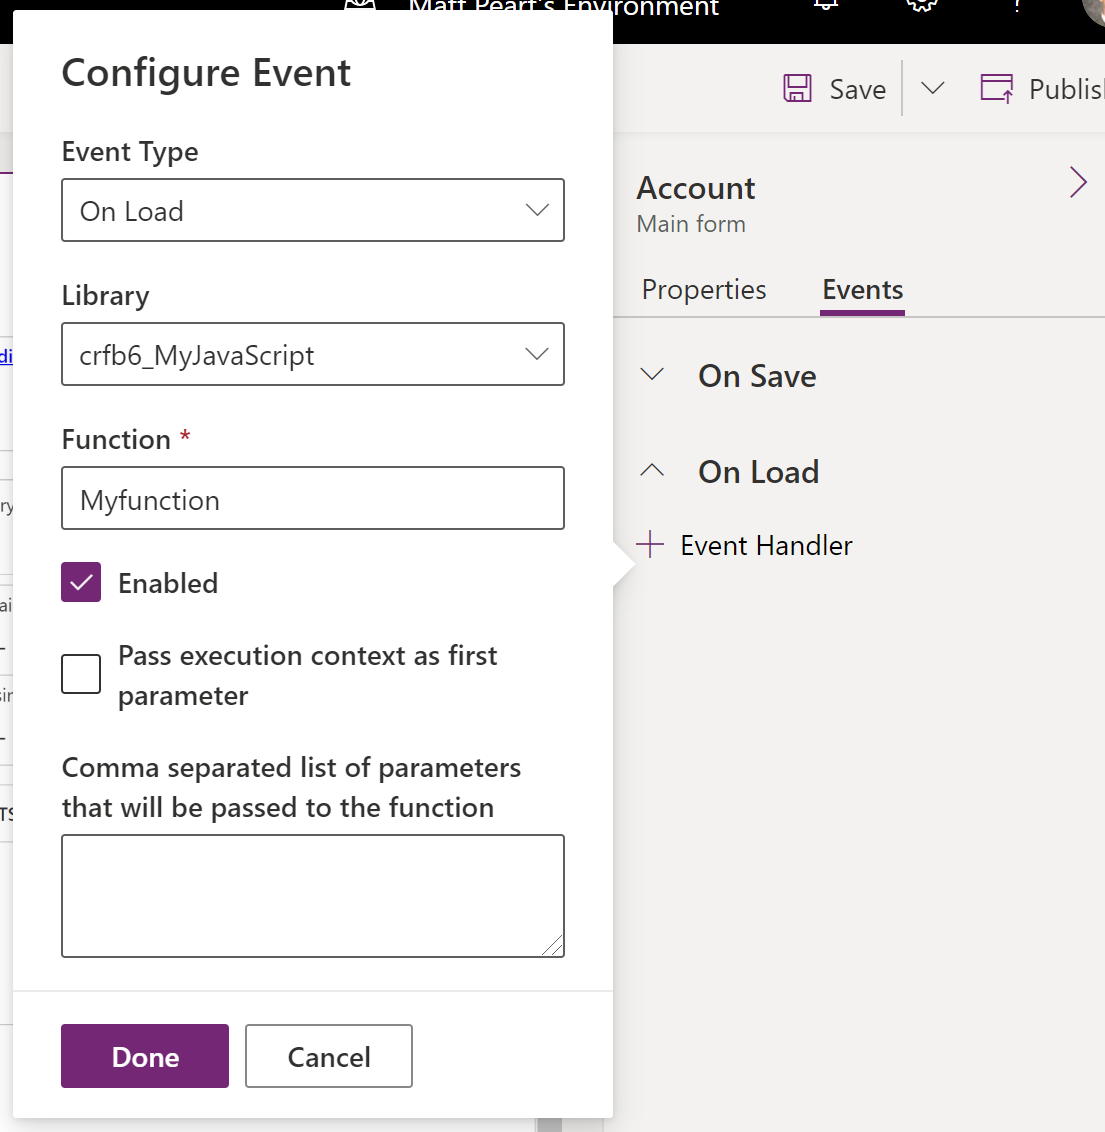 Matt Peart's Environment
Configure Event
Save
Event Type
On Load
Account
Main form
Library
Properties
Events
crfb6_MyJavaScript
On Save
Function *
Myfunction
On Load
+ Event Handler
Enabled
Pass execution context as first
parameter
Comma separated list of parameters
that will be passed to the function
Done
Cancel